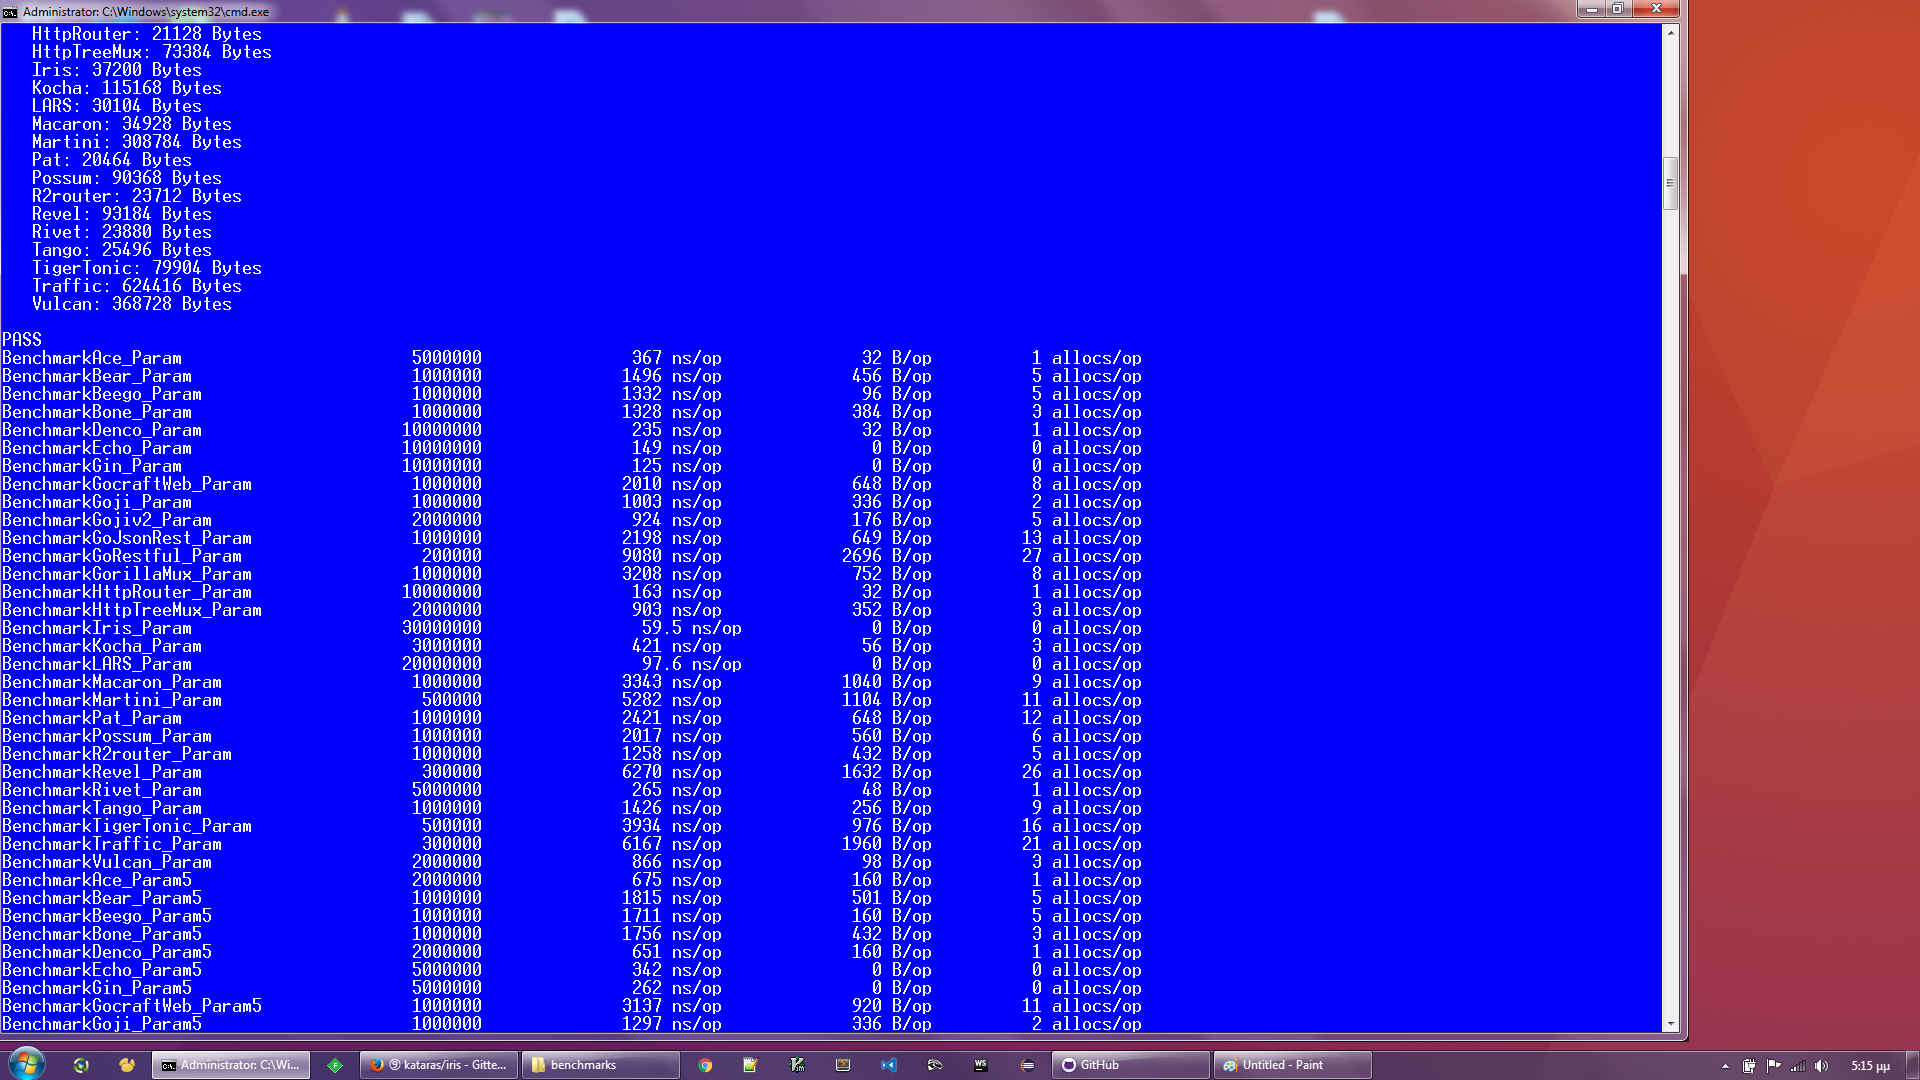 Administrator: C:\Windows\system32\cmd.exe
HttpRouter: 21128 Bytes
HttpTreeMux: 73384 Bytes
Iris: 37200 Bytes
Kocha: 115168 Bytes
LARS: 30104 Bytes
Macaron: 34928 Bytes
Martini: 308784 Bytes
Pat: 20464 Bytes
Possum: 90368 Bytes
R2router: 23712 Bytes
Revel: 93184 Bytes
Rivet: 23880 Bytes
Tango: 25496 Bytes
TigerTonic: 79904 Bytes
Traffic: 624416 Bytes
Vulcan: 368728 Bytes
PASS
BenchmarkAce_Param 5000000 367 ns/op 32 B/op 1 allocs/op
BenchmarkBear_Param 1000000 1496 ns/op 456 B/op 5 allocs/op
BenchmarkBeego_Param 1000000 1332 ns/op 96 B/op 5 allocs/op
BenchmarkBone_Param 1000000 1328 ns/op 384 B/op 3 allocs/op
BenchmarkDenco_Param 10000000 235 ns/op 32 B/op 1 allocs/op
BenchmarkEcho_Param 10000000 149 ns/op 0 B/op 0 allocs/op
BenchmarkGin_Param 10000000 125 ns/op 0 B/op 0 allocs/op
BenchmarkGocraftWeb_Param 1000000 2010 ns/op 648 B/op 8 allocs/op
BenchmarkGoji_Param 1000000 1003 ns/op 336 B/op 2 allocs/op
BenchmarkGojiv2_Param 2000000 924 ns/op 176 B/op 5 allocs/op
BenchmarkGoJsonRest_Param 1000000 2198 ns/op 649 B/op 13 allocs/op
BenchmarkGoRestful_Param 200000 9080 ns/op 2696 B/op 27 allocs/op
BenchmarkGorillaMux_Param 1000000 3208 ns/op 752 B/op 8 allocs/op
BenchmarkHttpRouter_Param 10000000 163 ns/op 32 B/op 1 allocs/op
BenchmarkHttpTreeMux_Param 2000000 903 ns/op 352 B/op 3 allocs/op
BenchmarkIris_Param 30000000 59.5 ns/op 0 B/op 0 allocs/op
BenchmarkKocha_Param 3000000 421 ns/op 56 B/op 3 allocs/op
BenchmarkLARS_Param 20000000 97.6 ns/op 0 B/op 0 allocs/op
BenchmarkMacaron_Param 1000000 3343 ns/op 1040 B/op 9 allocs/op
BenchmarkMartini_Param 500000 5282 ns/op 1104 B/op 11 allocs/op
BenchmarkPat_Param 1000000 2421 ns/op 648 B/op 12 allocs/op
BenchmarkPossum_Param 1000000 2017 ns/op 560 B/op 6 allocs/op
BenchmarkR2router_Param 1000000 1258 ns/op 432 B/op 5 allocs/op
BenchmarkRevel_Param 300000 6270 ns/op 1632 B/op 26 allocs/op
BenchmarkRivet_Param 5000000 265 ns/op 48 B/op 1 allocs/op
BenchmarkTango_Param 1000000 1426 ns/op 256 B/op 9 allocs/op
BenchmarkTigerTonic_Param 500000 3934 ns/op 976 B/op 16 allocs/op
BenchmarkTraffic_Param 300000 6167 ns/op 1960 B/op 21 allocs/op
BenchmarkVulcan_Param 2000000 866 ns/op 98 B/op 3 allocs/op
BenchmarkAce_Param5 2000000 675 ns/op 160 B/op 1 allocs/op
BenchmarkBear_Param5 1000000 1815 ns/op 501 B/op 5 allocs/op
BenchmarkBeego_Param5 1000000 1711 ns/op 160 B/op 5 allocs/op
BenchmarkBone_Param5 1000000 1756 ns/op 432 B/op 3 allocs/op
BenchmarkDenco_Param5 2000000 651 ns/op 160 B/op 1 allocs/op
BenchmarkEcho_Param5 5000000 342 ns/op 0 B/op 0 allocs/op
BenchmarkGin_Param5 5000000 262 ns/op 0 B/op 0 allocs/op
BenchmarkGocraftWeb_Param5 1000000 3137 ns/op 920 B/op 11 allocs/op
BenchmarkGoji_Param5 1000000 1297 ns/op 336 B/op 2 allocs/op
Administrator: C:\Wi...
⑨ kataras/iris - Gitte...
benchmarks
WS
GitHub
Untitled - Paint
5:15 μμ